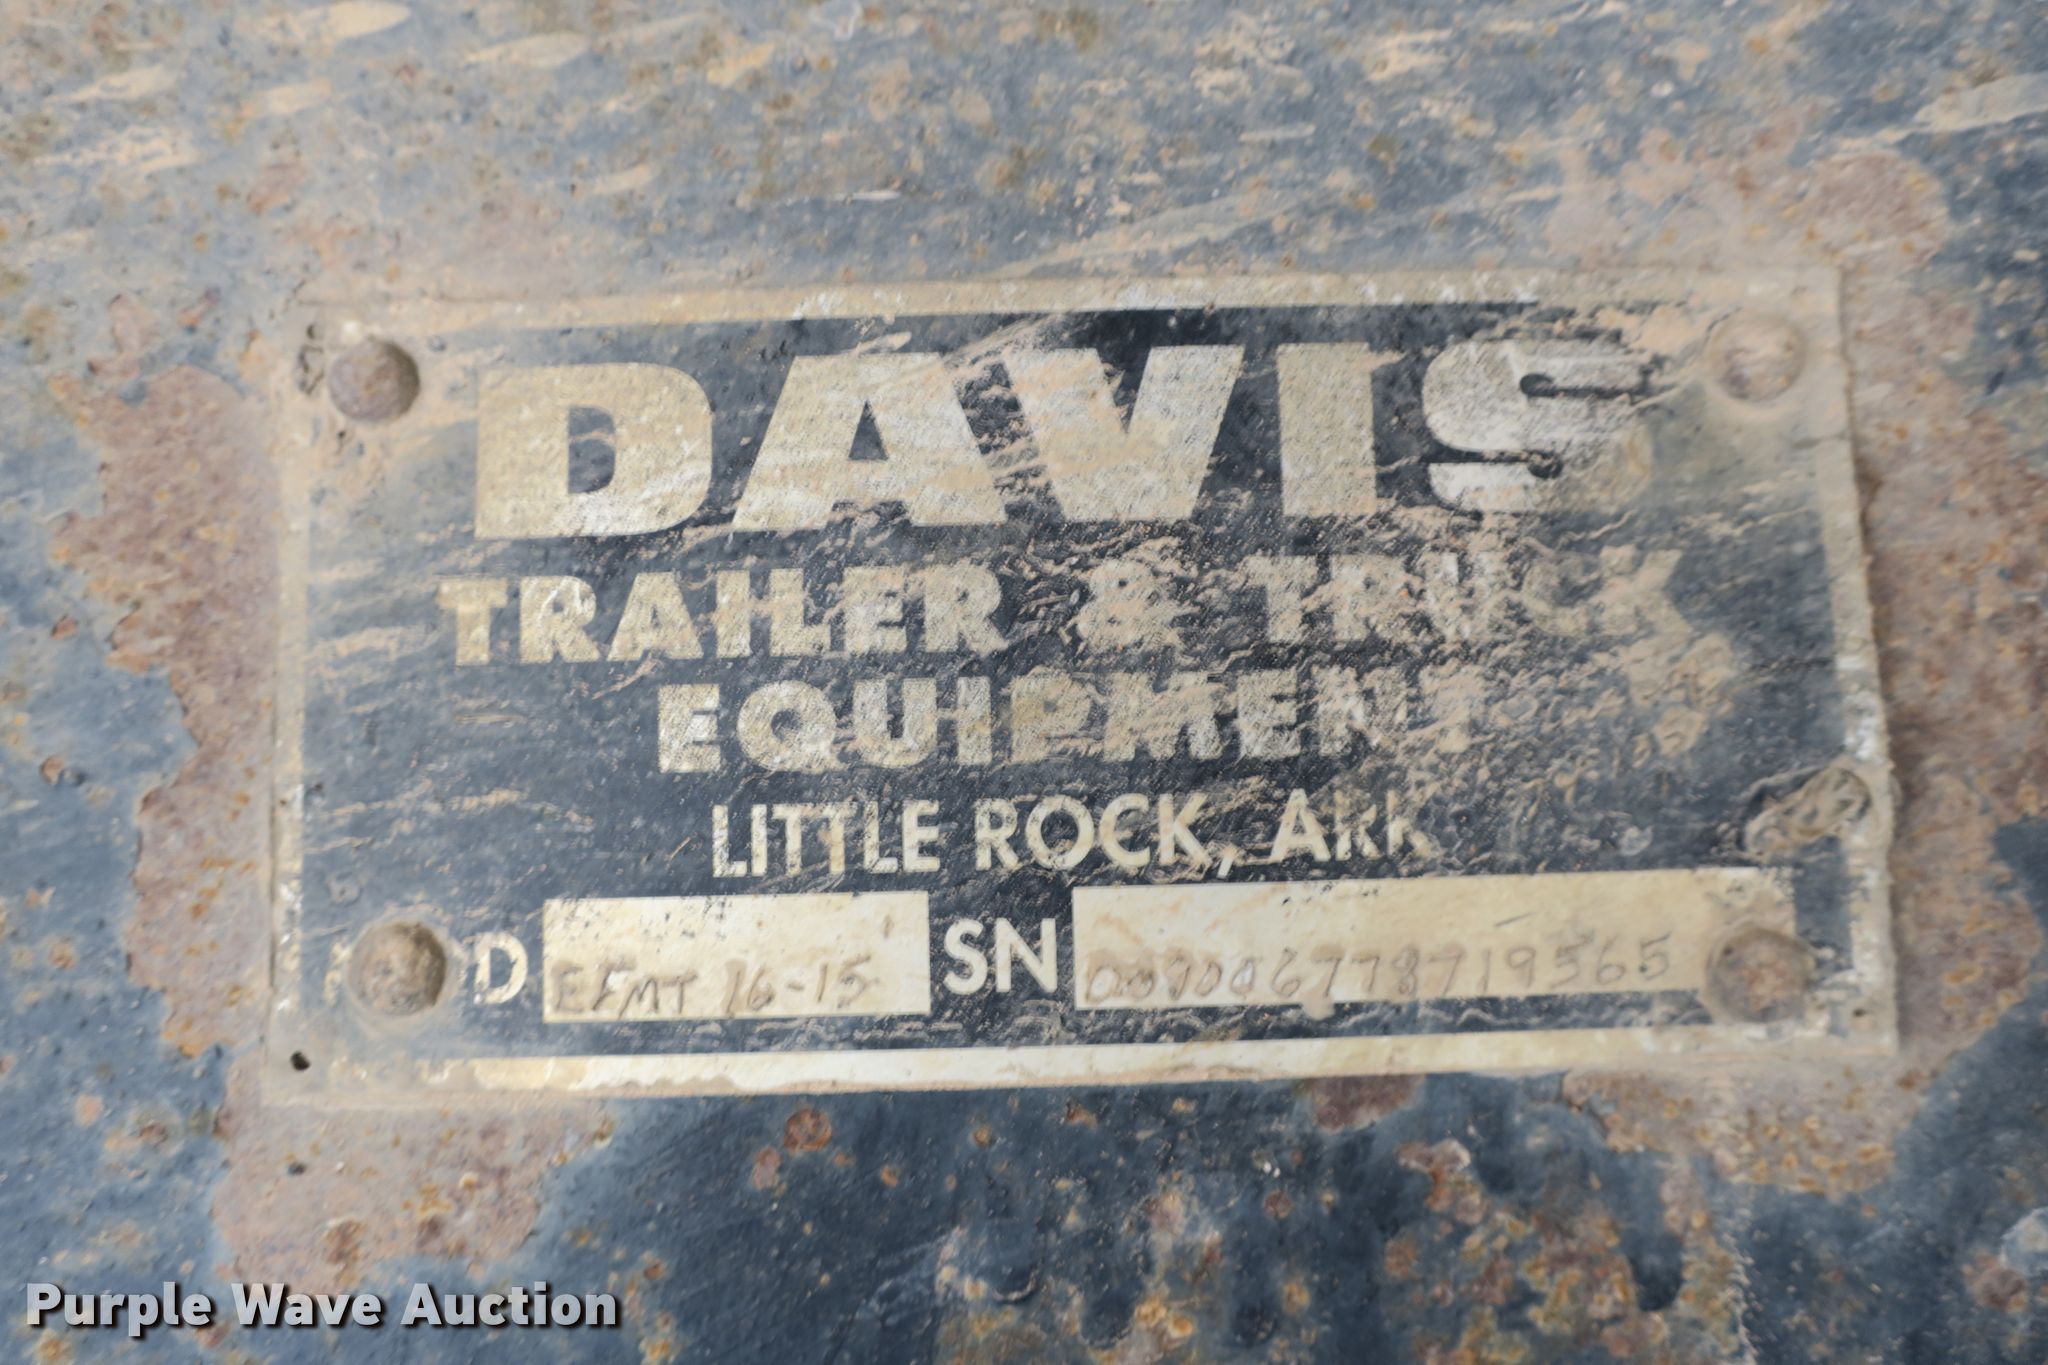 DAVIS
TRAILER & TRUCK
EQUIPMENT
LITTLE ROCK, ARK
D EFMT 16-15 SN
Purple Wave Auction